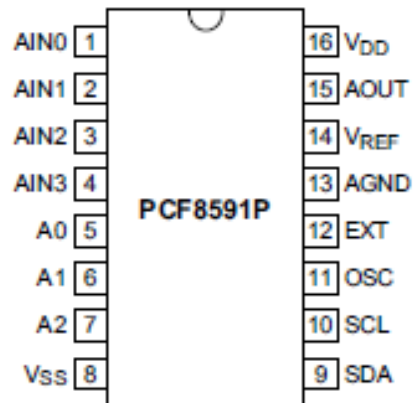 AIN0 1 16 VDD
AIN1 2 15 AOUT
AIN2 3 14 VREF
AIN3 4 13 AGND
PCF8591P
A0 5 12 EXT
A1 6 11 OSC
A2 7 10 SCL
VSS 8 9 SDA